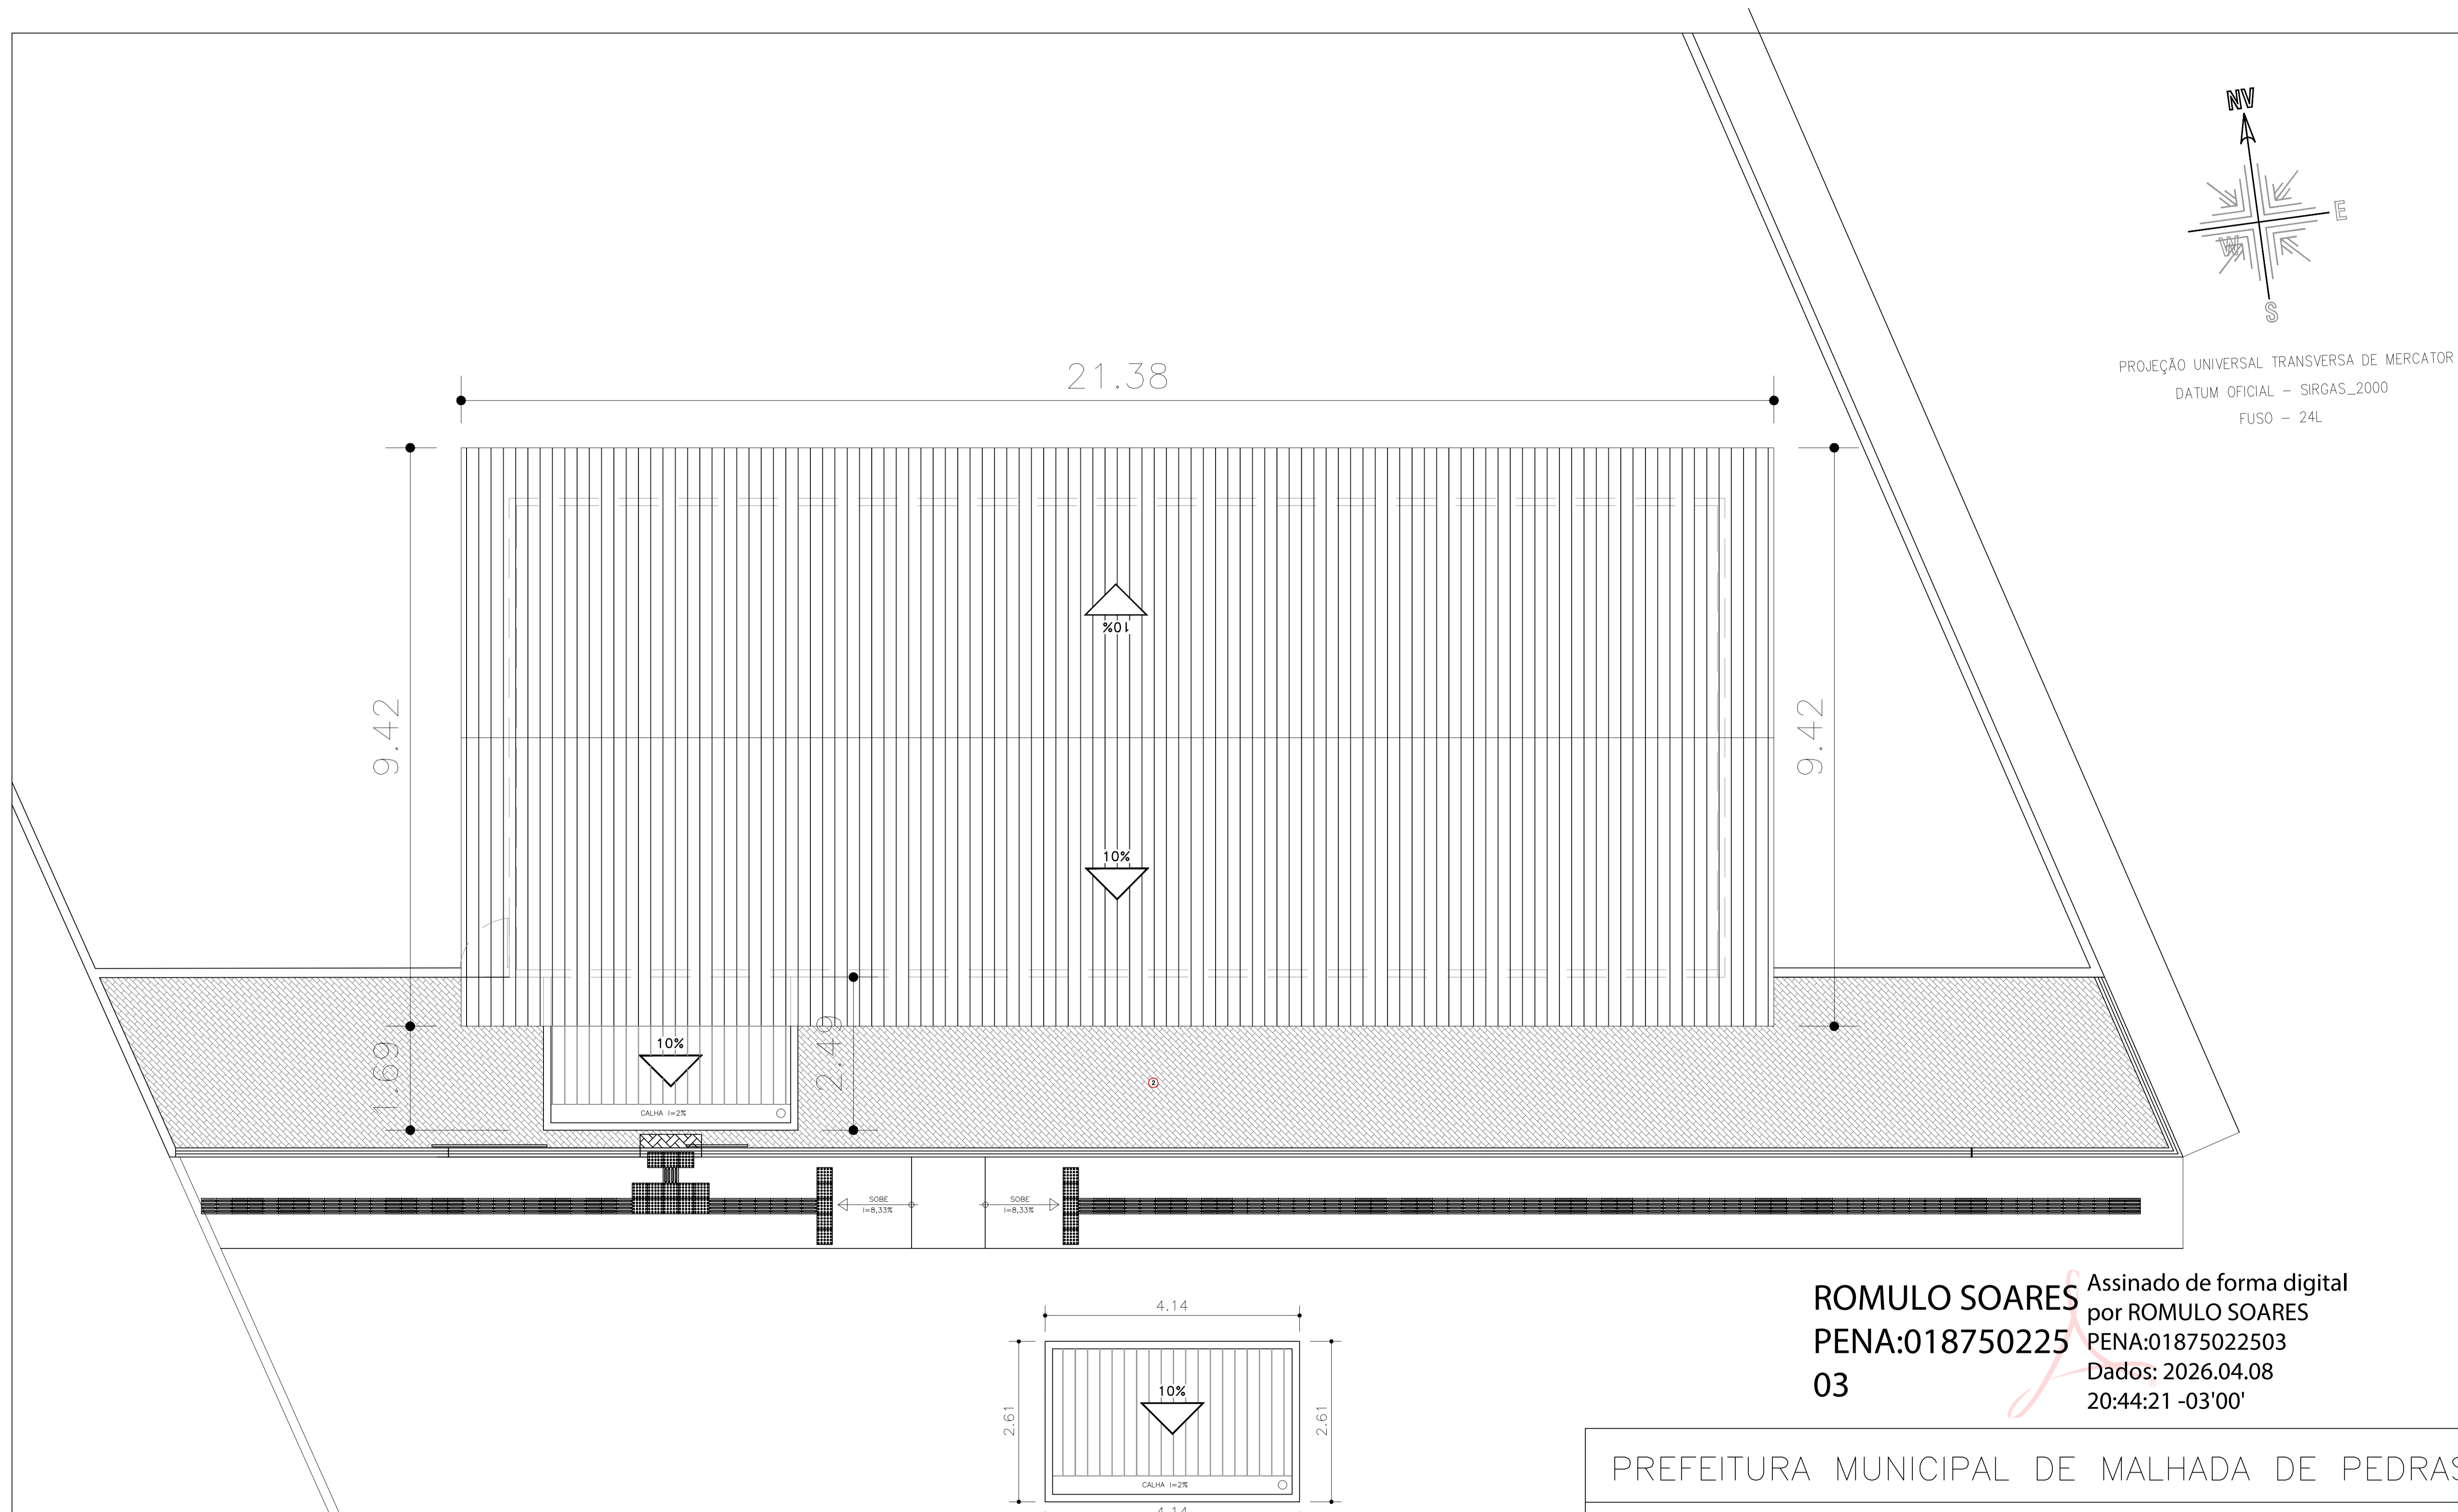 NV
E
W
S
PROJEÇÃO UNIVERSAL TRANSVERSA DE MERCATOR
DATUM OFICIAL – SIRGAS_2000
FUSO – 24L
21.38
10%
9.42
9.42
10%
1.69
10%
2.49
2
CALHA I=2%
SOBE
I=8,33%
SOBE
I=8,33%
4.14
2.61
10%
2.61
CALHA I=2%
4.14
ROMULO SOARES
PENA:018750225
03
Assinado de forma digital
por ROMULO SOARES
PENA:01875022503
Dados: 2026.04.08
20:44:21 -03'00'
PREFEITURA MUNICIPAL DE MALHADA DE PEDRAS